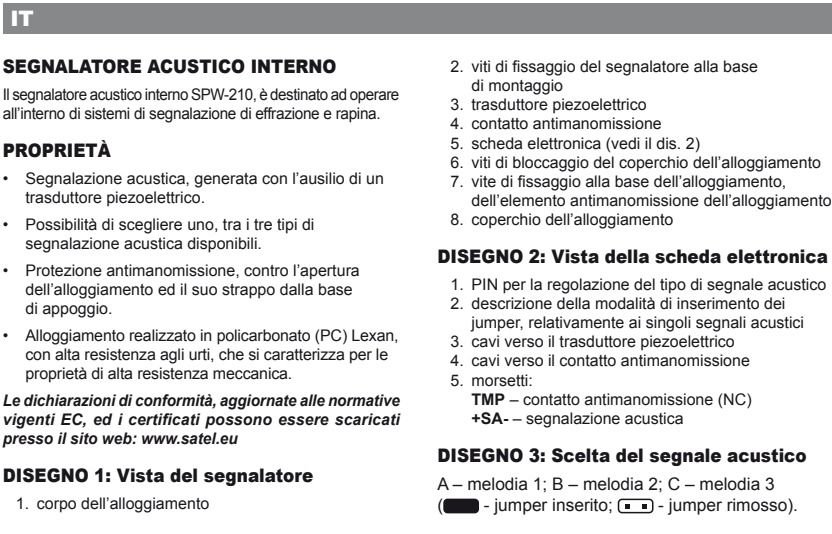 IT
SEGNALATORE ACUSTICO INTERNO
Il segnalatore acustico interno SPW-210, è destinato ad operare
all'interno di sistemi di segnalazione di effrazione e rapina.
PROPRIETÀ
• Segnalazione acustica, generata con l'ausilio di un
trasduttore piezoelettrico.
• Possibilità di scegliere uno, tra i tre tipi di
segnalazione acustica disponibili.
• Protezione antimanomissione, contro l'apertura
dell'alloggiamento ed il suo strappo dalla base
di appoggio.
• Alloggiamento realizzato in policarbonato (PC) Lexan,
con alta resistenza agli urti, che si caratterizza per le
proprietà di alta resistenza meccanica.
Le dichiarazioni di conformità, aggiornate alle normative
vigenti EC, ed i certificati possono essere scaricati
presso il sito web: www.satel.eu
DISEGNO 1: Vista del segnalatore
1. corpo dell'alloggiamento
2. viti di fissaggio del segnalatore alla base
di montaggio
3. trasduttore piezoelettrico
4. contatto antimanomissione
5. scheda elettronica (vedi il dis. 2)
6. viti di bloccaggio del coperchio dell'alloggiamento
7. vite di fissaggio alla base dell'alloggiamento,
dell'elemento antimanomissione dell'alloggiamento
8. coperchio dell'alloggiamento
DISEGNO 2: Vista della scheda elettronica
1. PIN per la regolazione del tipo di segnale acustico
2. descrizione della modalità di inserimento dei
jumper, relativamente ai singoli segnali acustici
3. cavi verso il trasduttore piezoelettrico
4. cavi verso il contatto antimanomissione
5. morsetti:
TMP – contatto antimanomissione (NC)
+SA- – segnalazione acustica
DISEGNO 3: Scelta del segnale acustico
A – melodia 1; B – melodia 2; C – melodia 3
( - jumper inserito; - jumper rimosso).